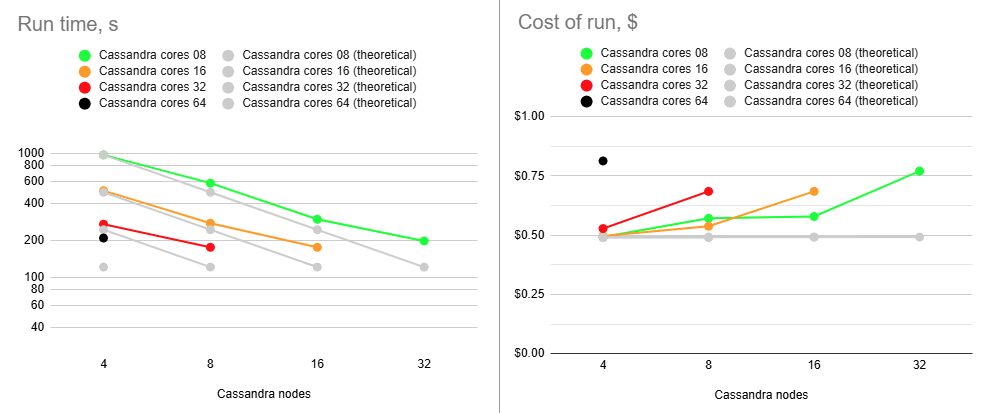 Run time, s
Cassandra cores 08 Cassandra cores 08 (theoretical)
Cassandra cores 16 Cassandra cores 16 (theoretical)
Cassandra cores 32 Cassandra cores 32 (theoretical)
Cassandra cores 64 Cassandra cores 64 (theoretical)
1000
800
600
400
200
100
80
60
40
4 8 16 32
Cassandra nodes
Cost of run, $
Cassandra cores 08 Cassandra cores 08 (theoretical)
Cassandra cores 16 Cassandra cores 16 (theoretical)
Cassandra cores 32 Cassandra cores 32 (theoretical)
Cassandra cores 64 Cassandra cores 64 (theoretical)
$1.00
$0.75
$0.50
$0.25
$0.00
4 8 16 32
Cassandra nodes